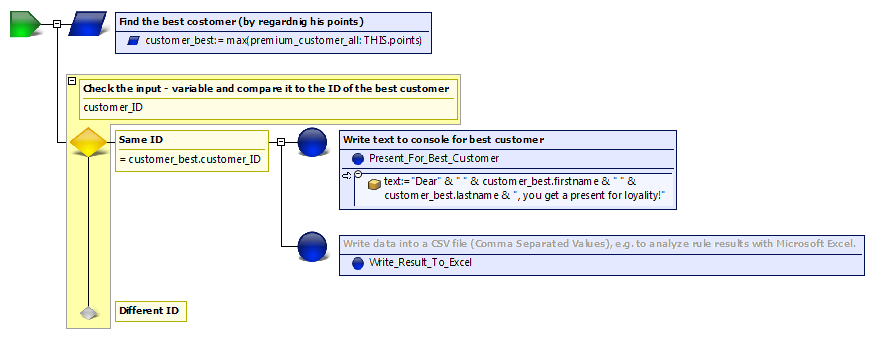 Find the best costomer (by regardnig his points)
customer_best:= max(premium_customer_all: THIS.points)
Check the input - variable and compare it to the ID of the best customer
customer_ID
Same ID
= customer_best.customer_ID
Write text to console for best customer
Present_For_Best_Customer
text:= "Dear" & " " & customer_best.firstname & " " &
customer_best.lastname & ", you get a present for loyality!"
Write data into a CSV file (Comma Separated Values), e.g. to analyze rule results with Microsoft Excel.
Write_Result_To_Excel
Different ID